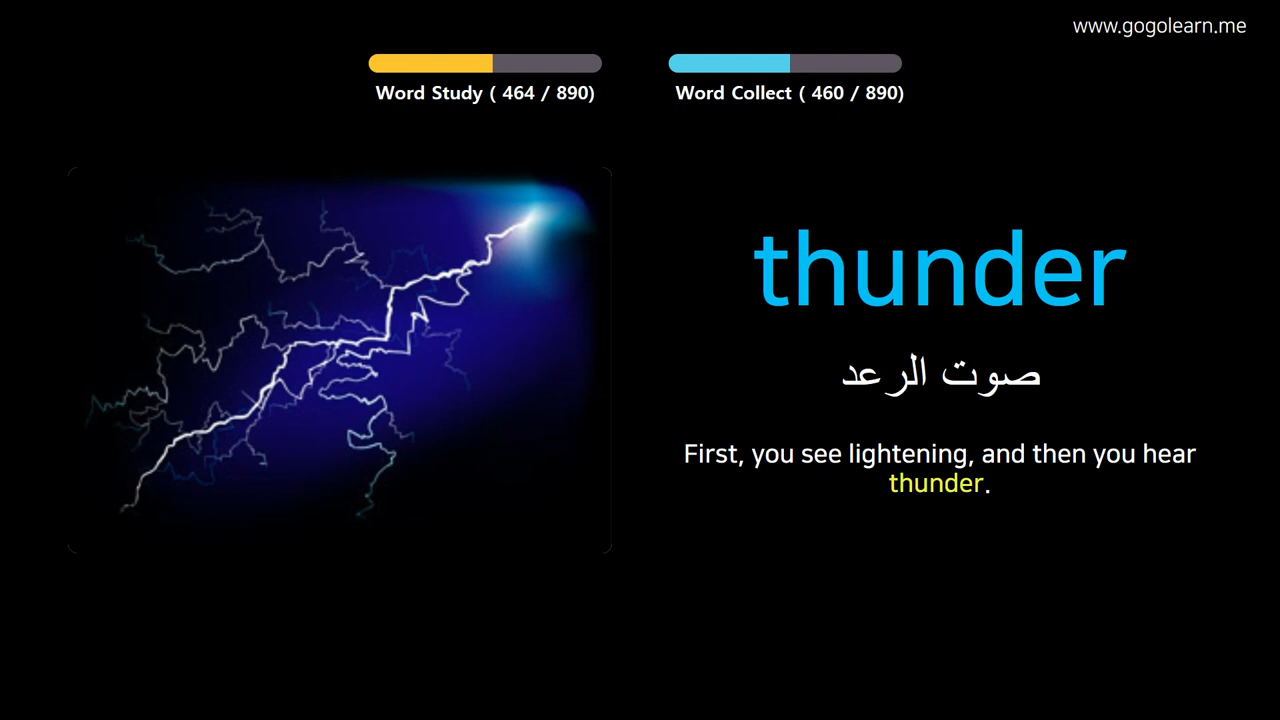 www.gogolearn.me
Word Study ( 464 / 890)
Word Collect ( 460 / 890)
thunder
صوت الرعد
First, you see lightening, and then you hear
thunder.